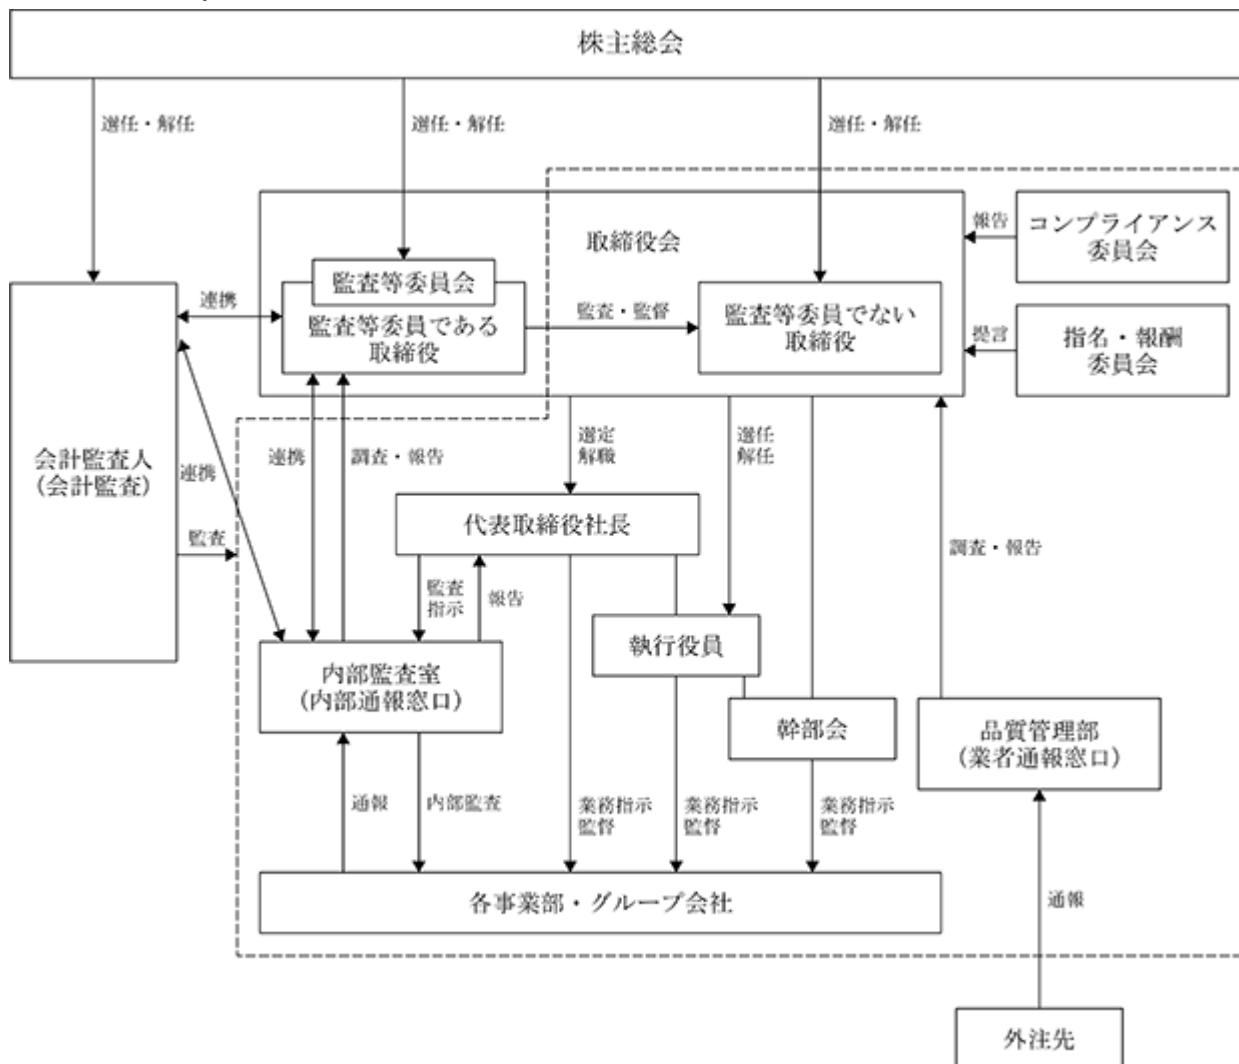 株主総会
選任・解任
選任・解任
選任・解任
取締役会
報告
コンプライアンス
委員会
監査等委員会
監査等委員である
取締役
連携
監査・監督
監査等委員でない
取締役
提言
指名・報酬
委員会
会計監査人
(会計監査)
連携
連携
調査・報告
選定
解職
選任
解任
代表取締役社長
監査
調査・報告
監査
指示
報告
執行役員
内部監査室
(内部通報窓口)
幹部会
品質管理部
(業者通報窓口)
通報
内部監査
業務指示
監督
業務指示
監督
業務指示
監督
各事業部・グループ会社
通報
外注先